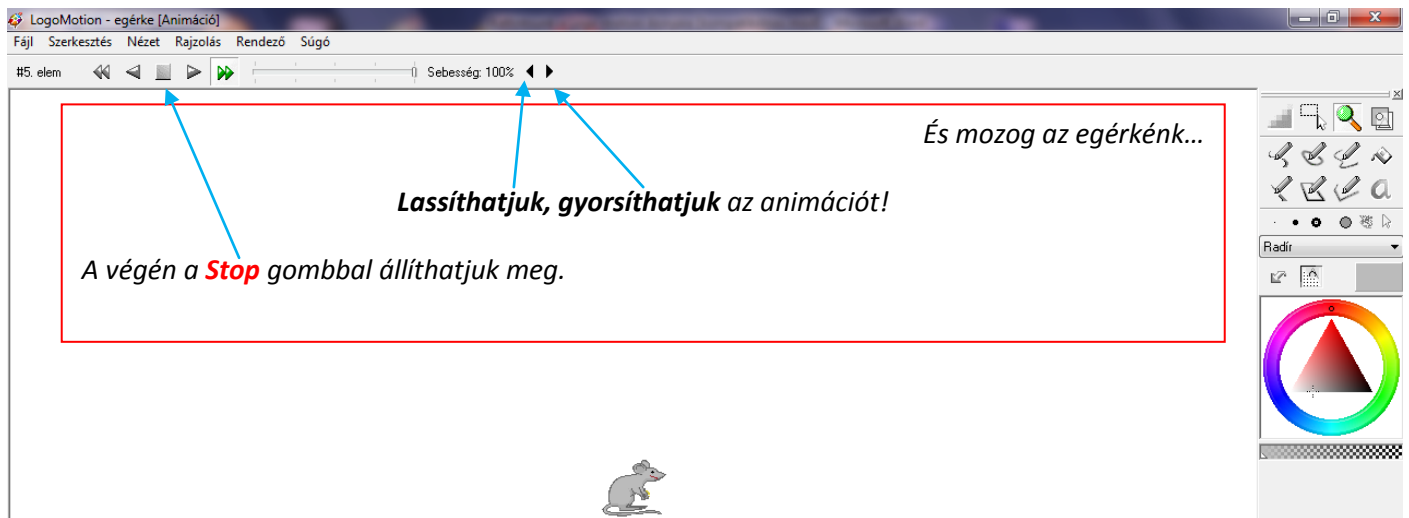 LogoMotion - egérke [Animáció]
Fájl Szerkesztés Nézet Rajzolás Rendező Súgó
#5. elem Sebesség: 100%
És mozog az egérkénk…
Lassíthatjuk, gyorsíthatjuk az animációt!
A végén a Stop gombbal állíthatjuk meg.
a
Radír